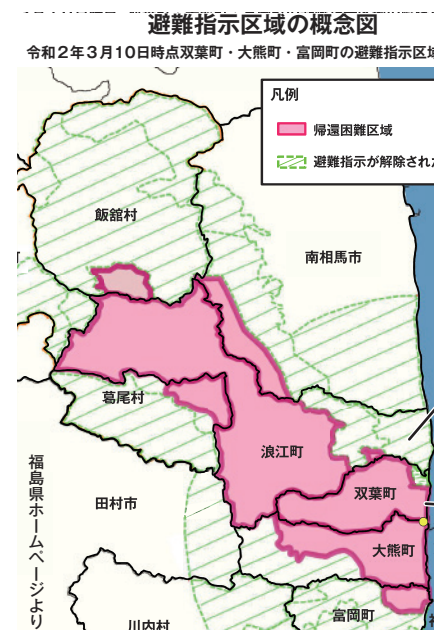 避難指示区域の概念図
令和2年3月10日時点双葉町・大熊町・富岡町の避難指示区域
凡例
帰還困難区域
避難指示が解除された
飯舘村
南相馬市
葛尾村
浪江町
双葉町
田村市
大熊町
富岡町
川内村
福島県ホームページより